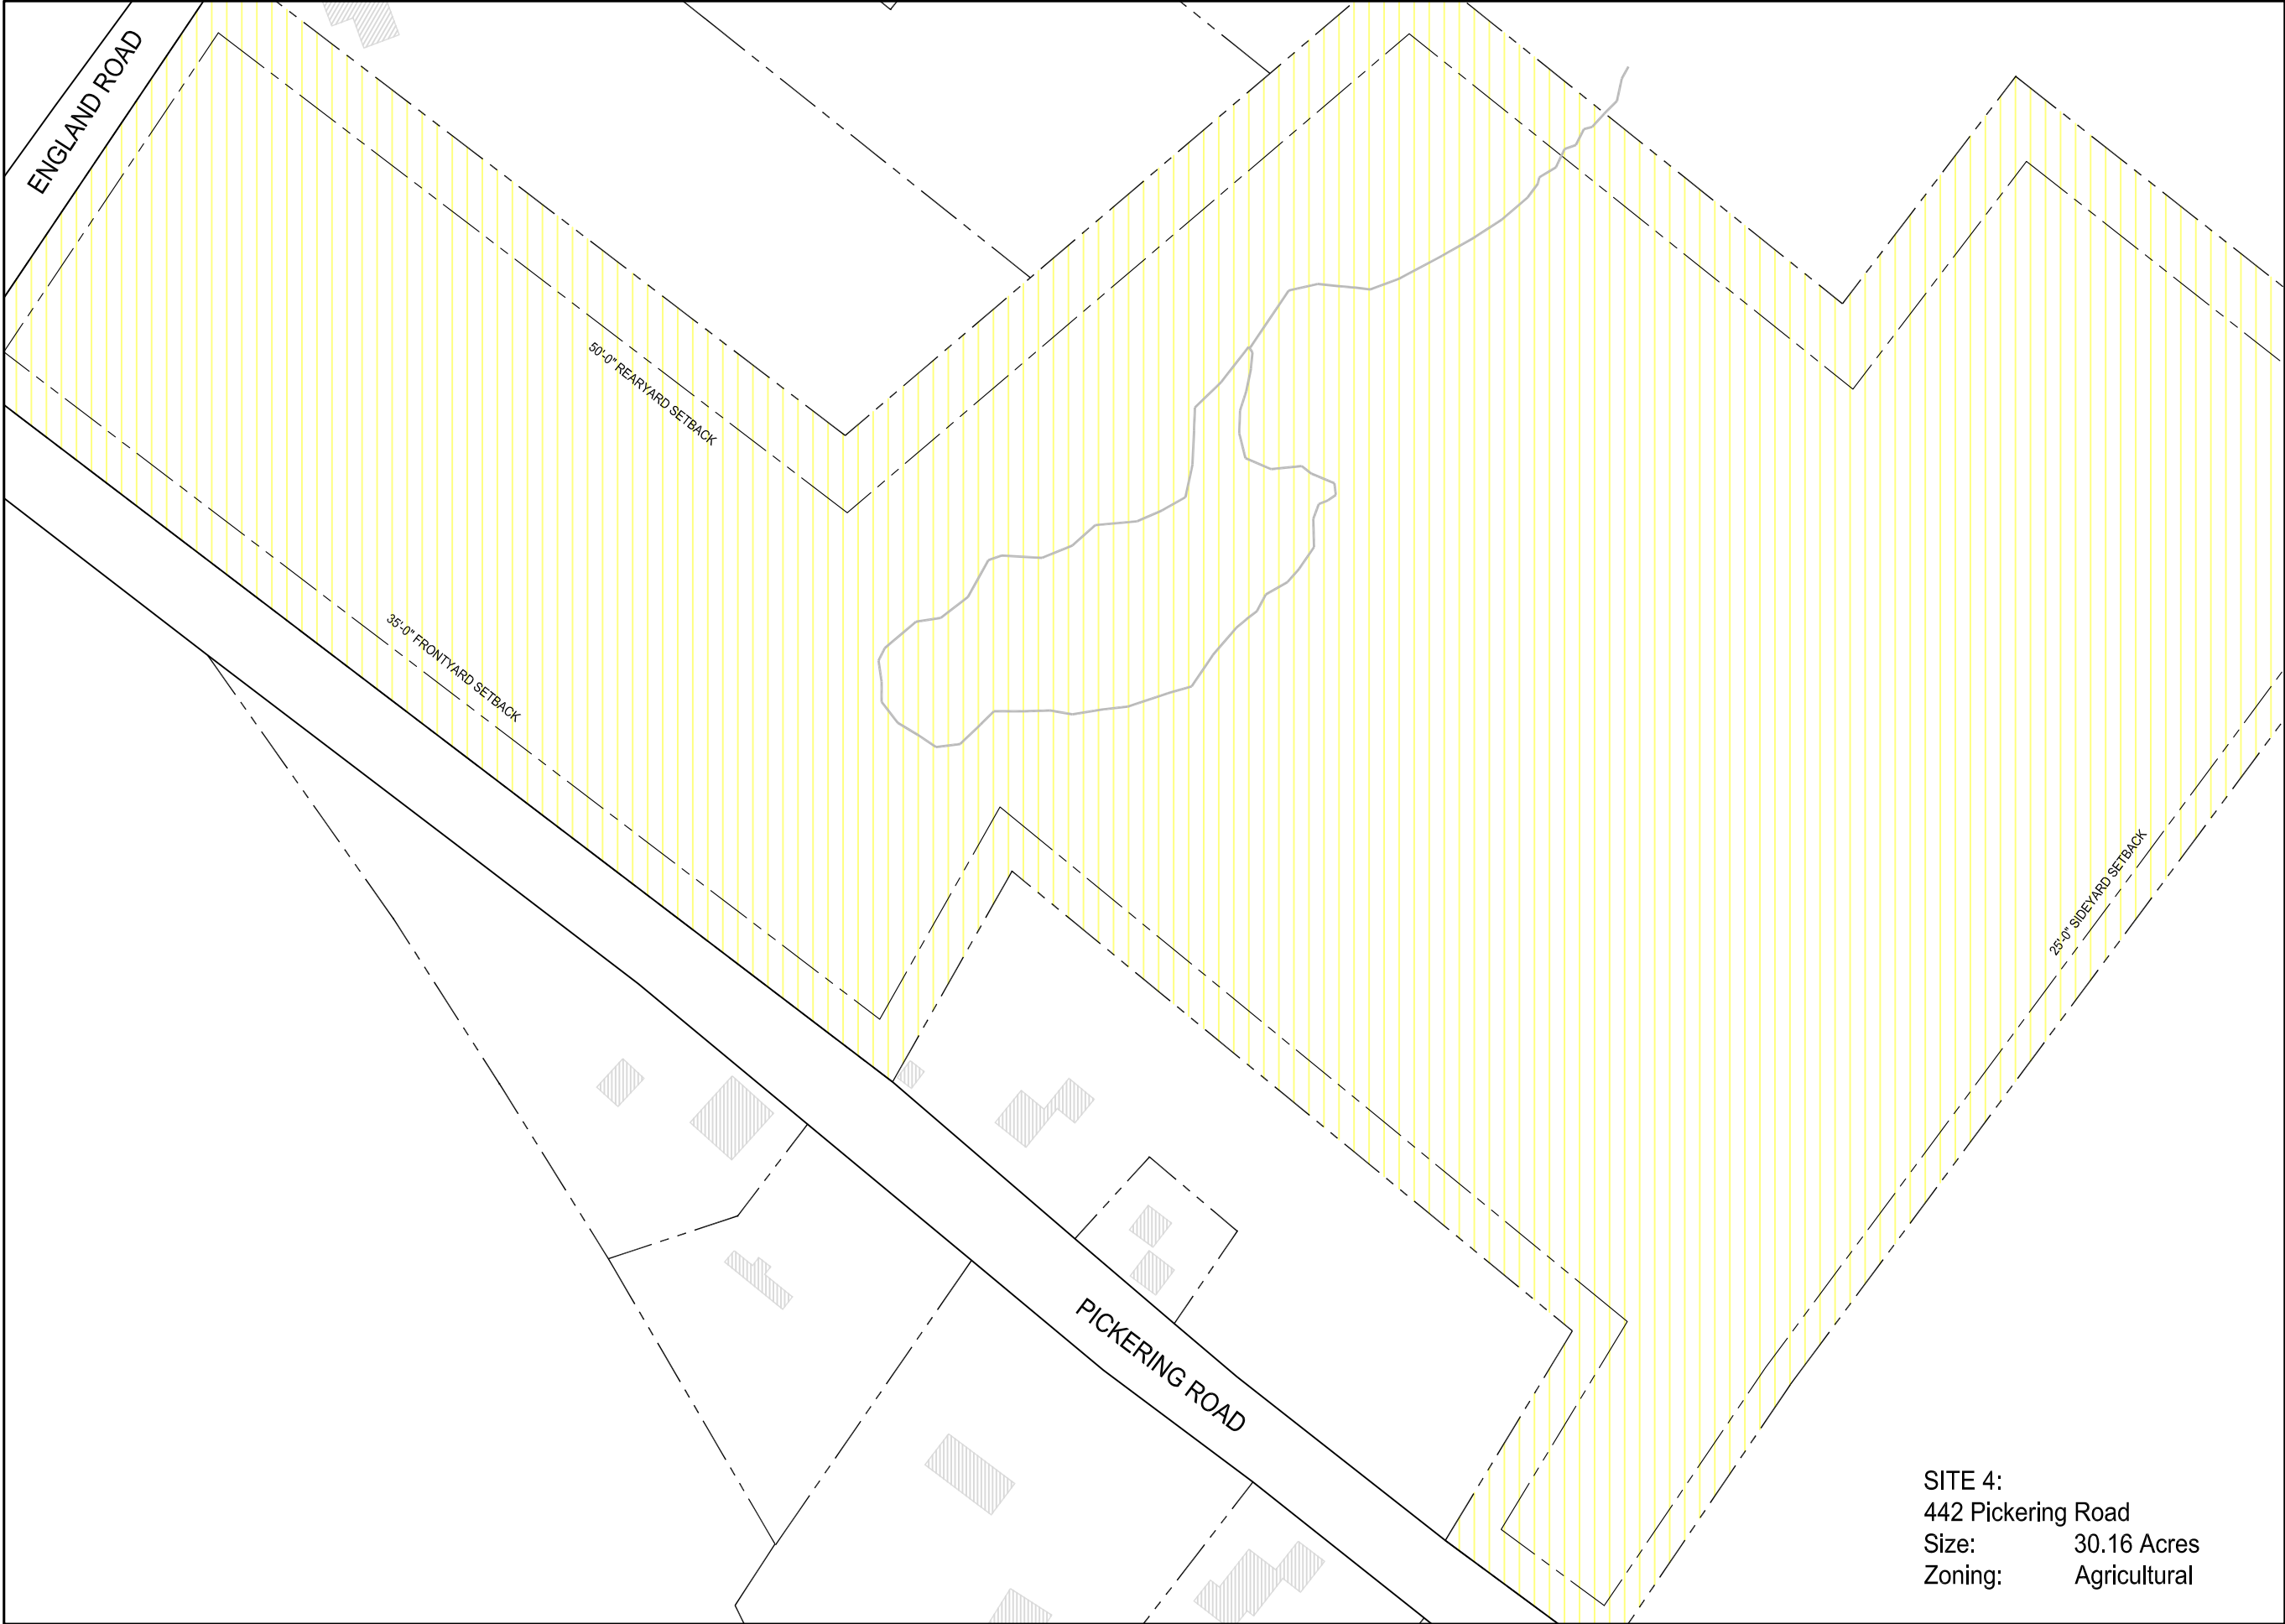 ENGLAND ROAD
50'-0" REARYARD SETBACK
35'-0" FRONTYARD SETBACK
25'-0" SIDEYARD SETBACK
PICKERING ROAD
SITE 4:
442 Pickering Road
Size: 30.16 Acres
Zoning: Agricultural